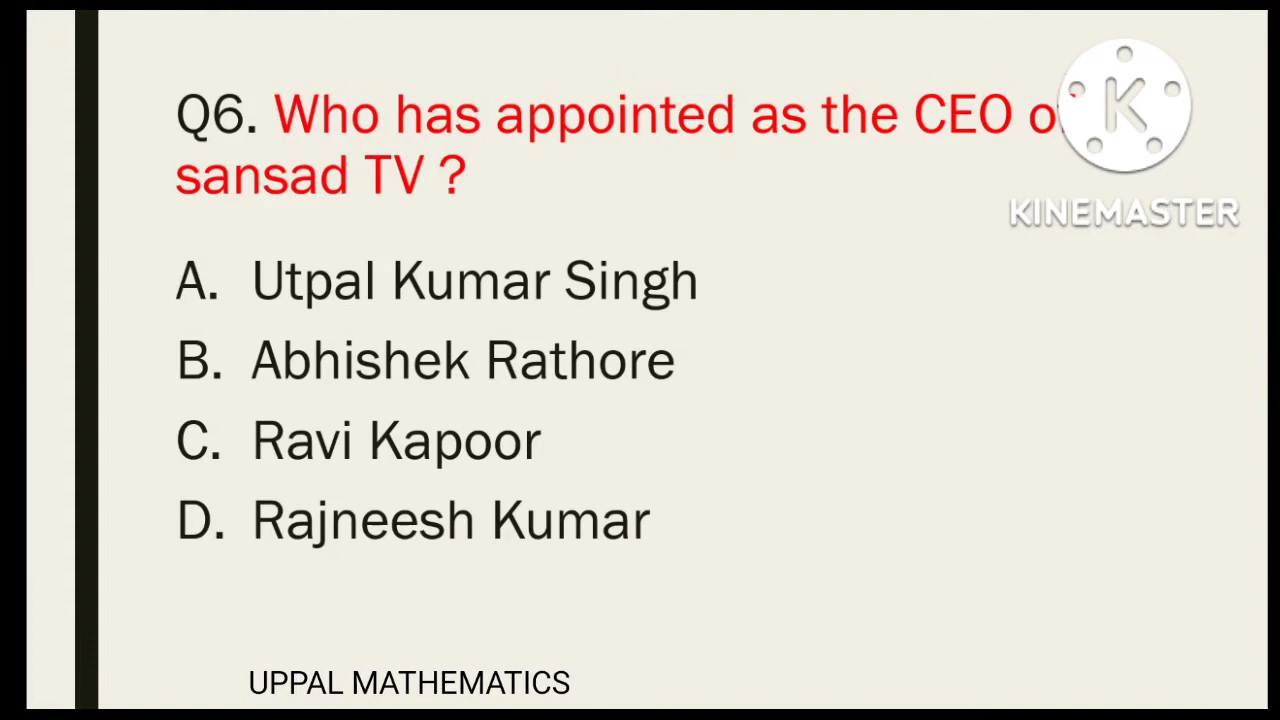 Q6. Who has appointed as the CEO of
sansad TV ?
KINEMASTER
A. Utpal Kumar Singh
B. Abhishek Rathore
C. Ravi Kapoor
D. Rajneesh Kumar
UPPAL MATHEMATICS